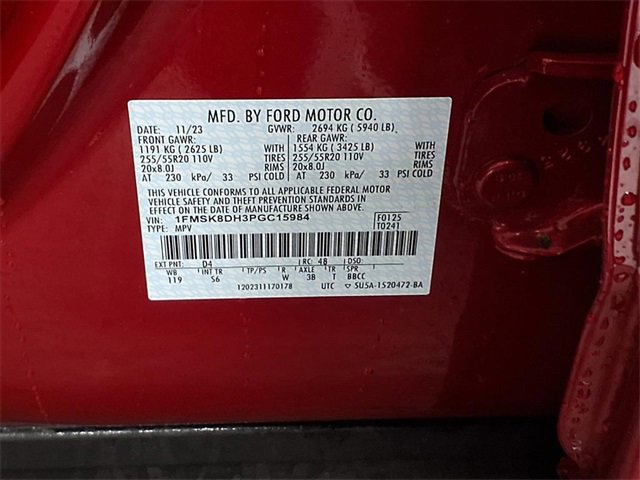 MFD. BY FORD MOTOR CO.
DATE: 11/23 GVWR: 2694 KG ( 5940 LB)
FRONT GAWR: REAR GAWR:
1191 KG ( 2625 LB) WITH 1554 KG ( 3425 LB) WITH
255/55R20 110V TIRES 255/55R20 110V TIRES
20x8.0J RIMS 20x8.0J RIMS
AT 230 kPa/ 33 PSI COLD AT 230 kPa/ 33 PSI COLD
THIS VEHICLE CONFORMS TO ALL APPLICABLE FEDERAL MOTOR
VEHICLE SAFETY AND THEFT PREVENTION STANDARDS IN
EFFECT ON THE DATE OF MANUFACTURE SHOWN ABOVE.
VIN: 1FMSK8DH3PGC15984 F0125
TYPE: MPV T0241
EXT PNT: D4 RC: 48 DSO:
WB INT TR TP/PS R AXLE TR SPR
119 S6 W 3B T BBCC
1202311170178 UTC ▽ 5U5A-1520472-BA